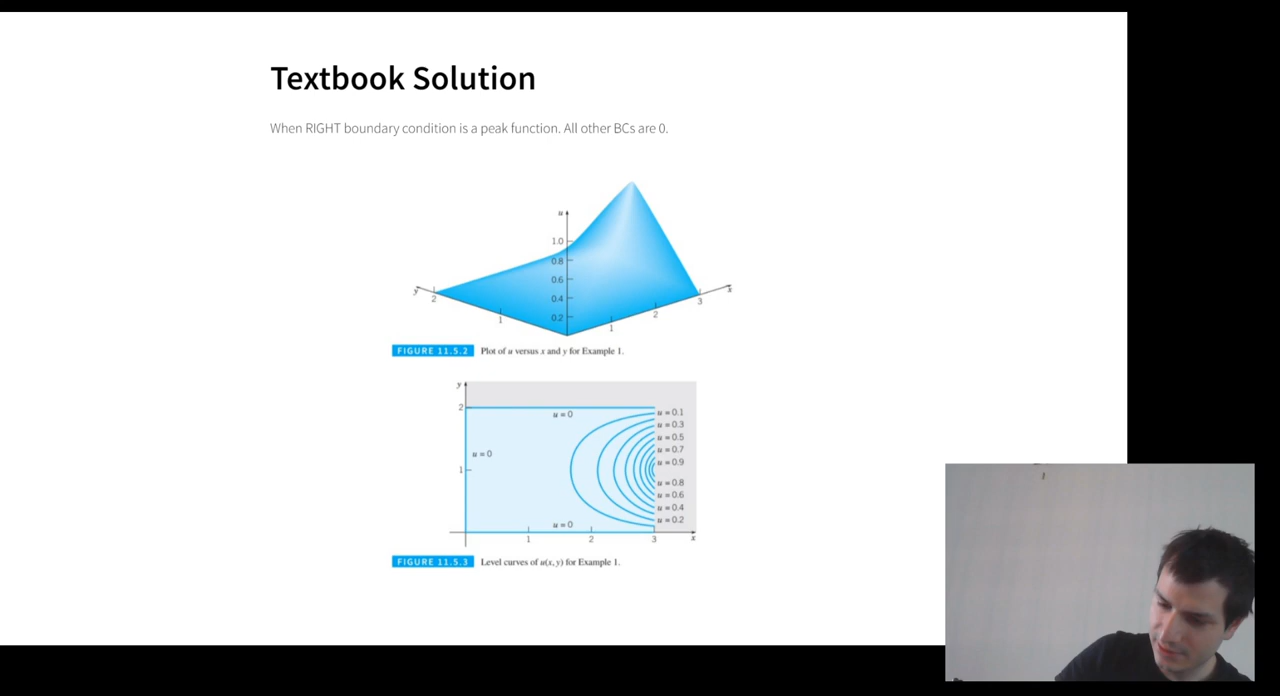 Textbook Solution
When RIGHT boundary condition is a peak function. All other BCs are 0.
u
1.0
0.8
0.6
0.4
0.2
y
2
1
1
2
3
x
FIGURE 11.5.2 Plot of u versus x and y for Example 1.
y
2
u = 0
u = 0.1
u = 0.3
u = 0.5
u = 0.7
u = 0
u = 0.9
1
u = 0.8
u = 0.6
u = 0.4
u = 0
u = 0.2
1
2
3
x
FIGURE 11.5.3 Level curves of u(x, y) for Example 1.